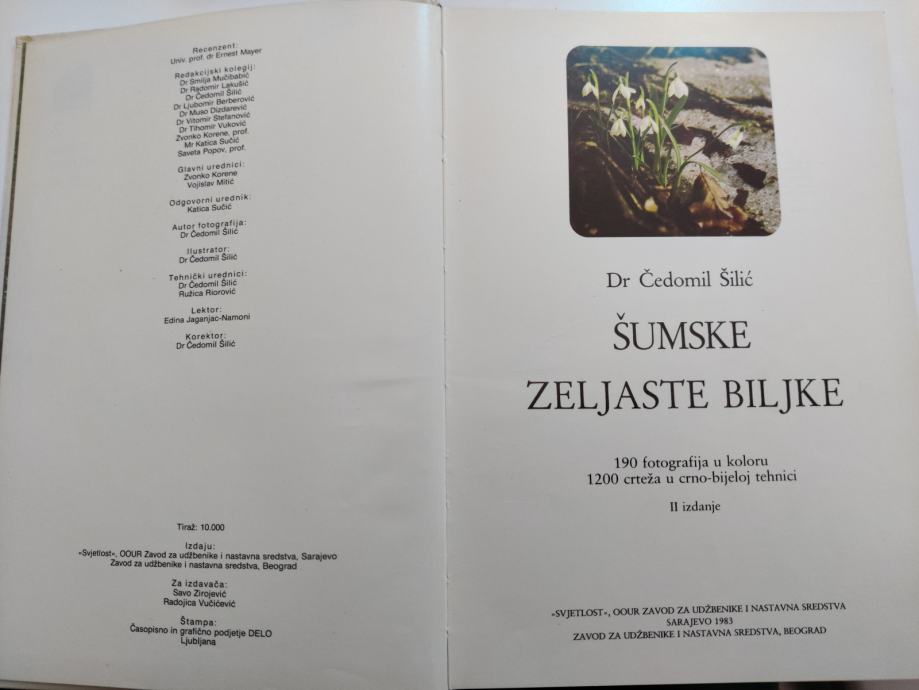 Recenzent:
Univ. prof. dr Ernest Mayer
Redakcijski kolegij:
Dr Smilja Mučibabić
Dr Radomir Lakušić
Dr Čedomil Šilić
Dr Ljubomir Berberović
Dr Muso Dizdarević
Dr Vitomir Stefanović
Dr Tihomir Vuković
Zvonko Korene, prof.
Mr Katica Sučić
Saveta Popov, prof.
Glavni urednici:
Zvonko Korene
Vojislav Mitić
Odgovorni urednik:
Katica Sučić
Autor fotografija:
Dr Čedomil Šilić
Ilustrator:
Dr Čedomil Šilić
Tehnički urednici:
Dr Čedomil Šilić
Ružica Riorović
Lektor:
Edina Jaganjac-Namoni
Korektor:
Dr Čedomil Šilić
Tiraž: 10.000
Izdaju:
»Svjetlost«, OOUR Zavod za udžbenike i nastavna sredstva, Sarajevo
Zavod za udžbenike i nastavna sredstva, Beograd
Za izdavača:
Savo Zirojević
Radojica Vučićević
Štampa:
Časopisno in grafično podjetje DELO
Ljubljana
Dr Čedomil Šilić
ŠUMSKE
ZELJASTE BILJKE
190 fotografija u koloru
1200 crteža u crno-bijeloj tehnici
II izdanje
»SVJETLOST«, OOUR ZAVOD ZA UDŽBENIKE I NASTAVNA SREDSTVA
SARAJEVO 1983
ZAVOD ZA UDŽBENIKE I NASTAVNA SREDSTVA, BEOGRAD